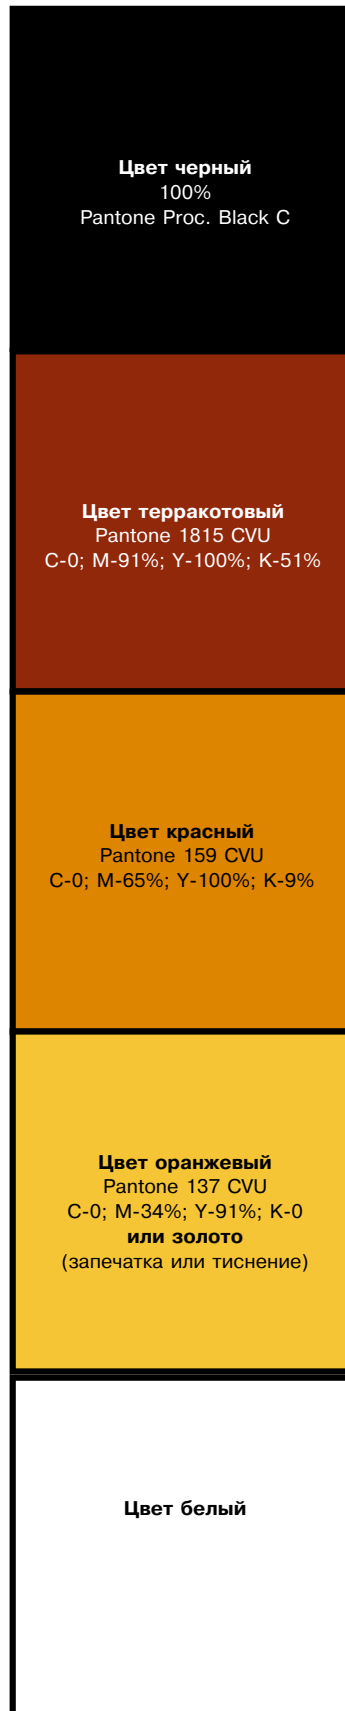 Цвет черный
100%
Pantone Proc. Black C
Цвет терракотовый
Pantone 1815 CVU
C-0; M-91%; Y-100%; K-51%
Цвет красный
Pantone 159 CVU
C-0; M-65%; Y-100%; K-9%
Цвет оранжевый
Pantone 137 CVU
C-0; M-34%; Y-91%; K-0
или золото
(запечатка или тиснение)
Цвет белый